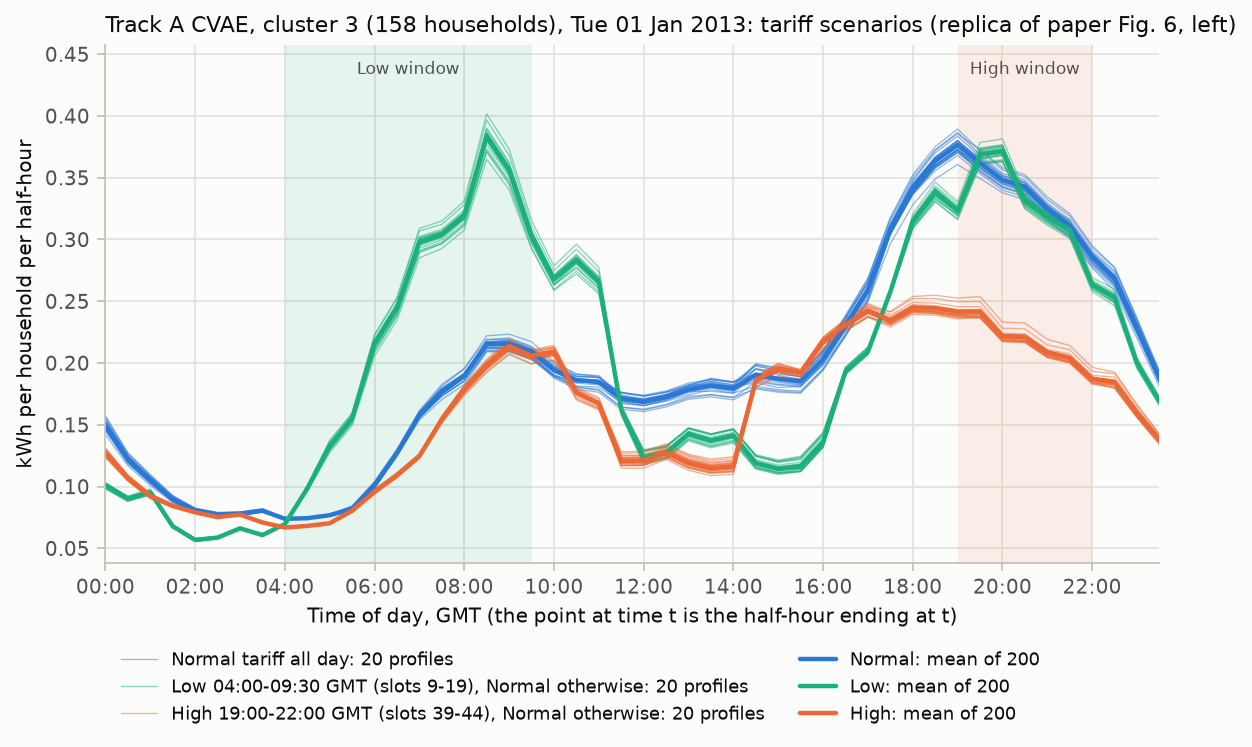 Track A CVAE, cluster 3 (158 households), Tue 01 Jan 2013: tariff scenarios (replica of paper Fig. 6, left)
kWh per household per half-hour
0.45
0.40
0.35
0.30
0.25
0.20
0.15
0.10
0.05
Low window
High window
00:00 02:00 04:00 06:00 08:00 10:00 12:00 14:00 16:00 18:00 20:00 22:00
Time of day, GMT (the point at time t is the half-hour ending at t)
Normal tariff all day: 20 profiles
Low 04:00-09:30 GMT (slots 9-19), Normal otherwise: 20 profiles
High 19:00-22:00 GMT (slots 39-44), Normal otherwise: 20 profiles
Normal: mean of 200
Low: mean of 200
High: mean of 200